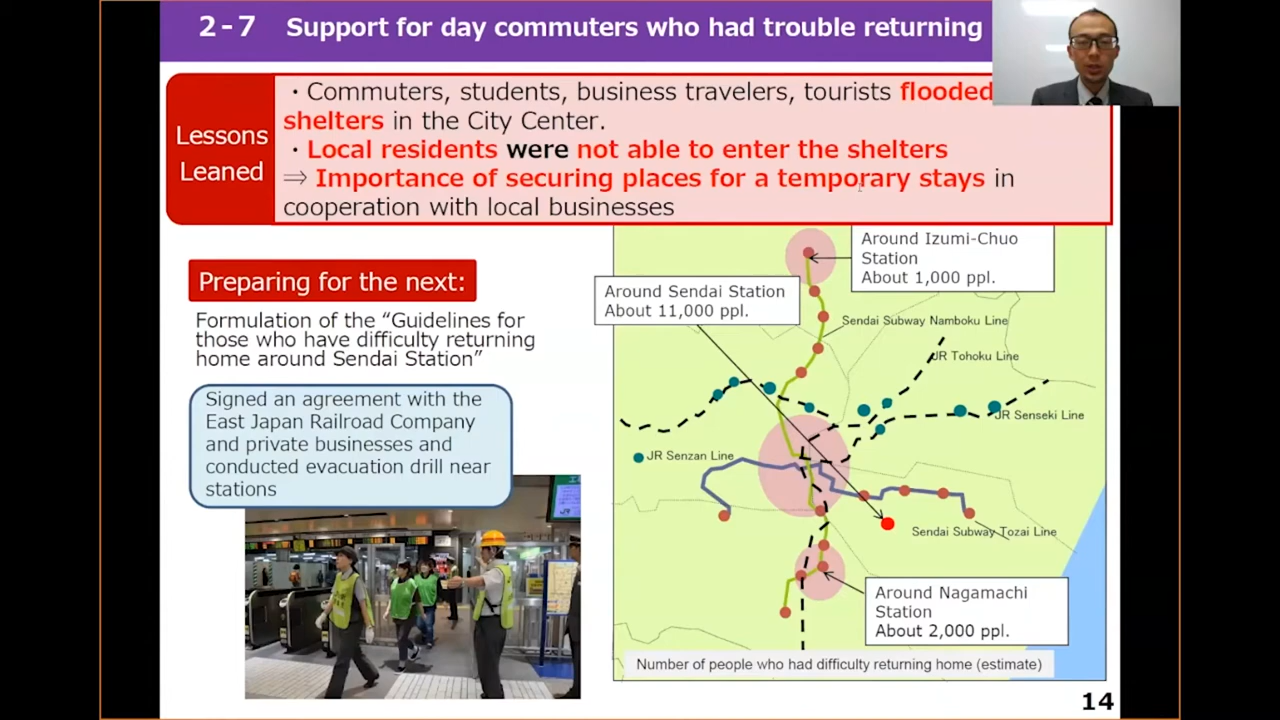 2-7 Support for day commuters who had trouble returning
Lessons
Leaned
・Commuters, students, business travelers, tourists flooded
shelters in the City Center.
・Local residents were not able to enter the shelters
⇒ Importance of securing places for a temporary stays in
cooperation with local businesses
Preparing for the next:
Formulation of the “Guidelines for
those who have difficulty returning
home around Sendai Station”
Signed an agreement with the
East Japan Railroad Company
and private businesses and
conducted evacuation drill near
stations
Around Izumi-Chuo
Station
About 1,000 ppl.
Around Sendai Station
About 11,000 ppl.
Sendai Subway Namboku Line
JR Tohoku Line
JR Senseki Line
JR Senzan Line
Sendai Subway Tozai Line
Around Nagamachi
Station
About 2,000 ppl.
Number of people who had difficulty returning home (estimate)
14